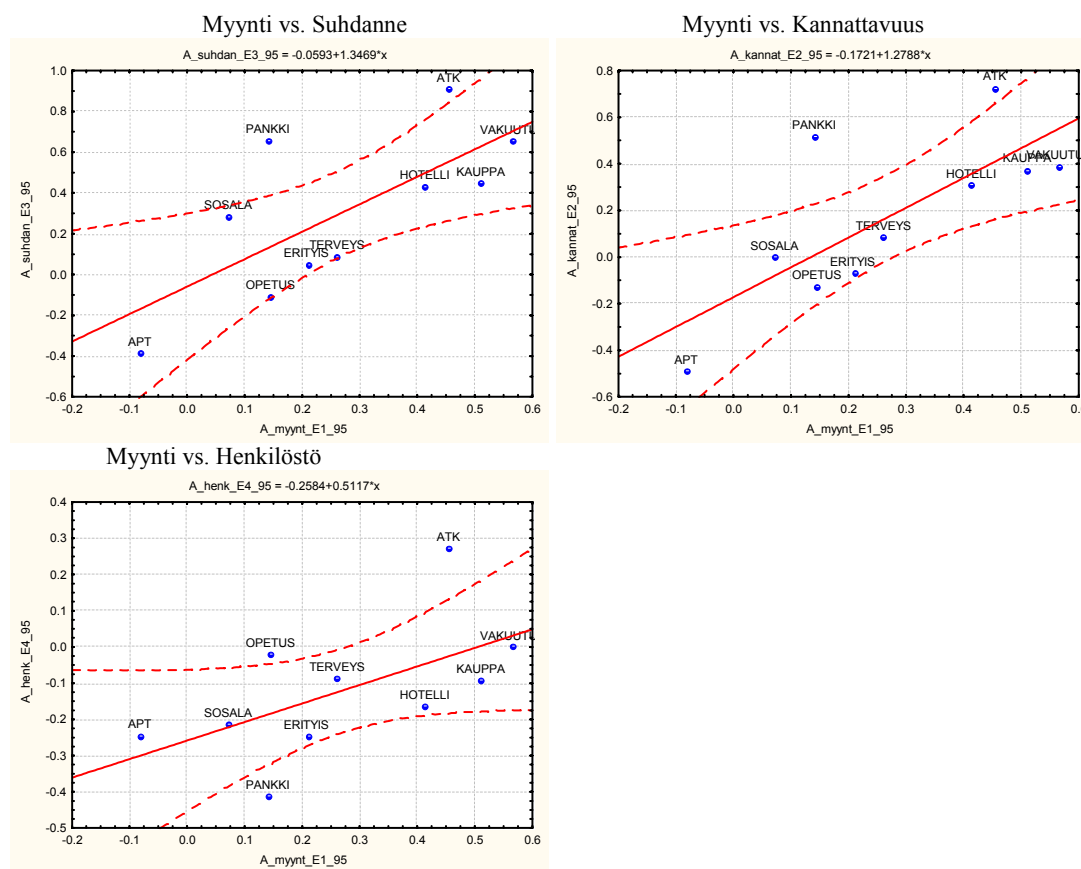 Myynti vs. Suhdanne
A_suhdan_E3_95 = -0.0593+1.3469*x
A_suhdan_E3_95
1.0
0.8
0.6
0.4
0.2
0.0
-0.2
-0.4
-0.6
ATK
PANKKI
VAKUUTU
HOTELLI
KAUPPA
SOSALA
TERVEYS
ERITYIS
OPETUS
APT
-0.2 -0.1 0.0 0.1 0.2 0.3 0.4 0.5 0.6
A_myynt_E1_95
Myynti vs. Kannattavuus
A_kannat_E2_95 = -0.1721+1.2788*x
A_kannat_E2_95
0.8
0.6
0.4
0.2
0.0
-0.2
-0.4
-0.6
ATK
PANKKI
VAKUUTU
KAUPPA
HOTELLI
TERVEYS
SOSALA
ERITYIS
OPETUS
APT
-0.2 -0.1 0.0 0.1 0.2 0.3 0.4 0.5 0.6
A_myynt_E1_95
Myynti vs. Henkilöstö
A_henk_E4_95 = -0.2584+0.5117*x
A_henk_E4_95
0.4
0.3
0.2
0.1
0.0
-0.1
-0.2
-0.3
-0.4
-0.5
ATK
OPETUS
VAKUUTU
TERVEYS
KAUPPA
HOTELLI
SOSALA
APT
ERITYIS
PANKKI
-0.2 -0.1 0.0 0.1 0.2 0.3 0.4 0.5 0.6
A_myynt_E1_95